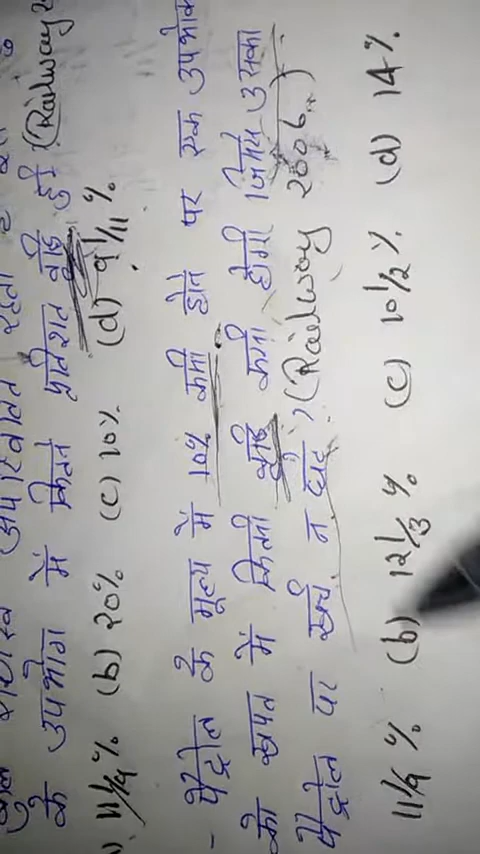 के उपभोग में कितने प्रतिशत वृद्धि हुई (Railway
11 1/9 % (b) 20% (c) 10% (d) 9 1/11 %
- पैट्रोल के मूल्य में 10% कमी होने पर एक उपभोक
को खपत में कितनी वृद्धि करनी होगी जिससे उसका
पैट्रोल पर खर्च न घटे ? (Railway 2006)
11 1/9 % (b) 12 1/3 % (c) 10 1/2 % (d) 14 %